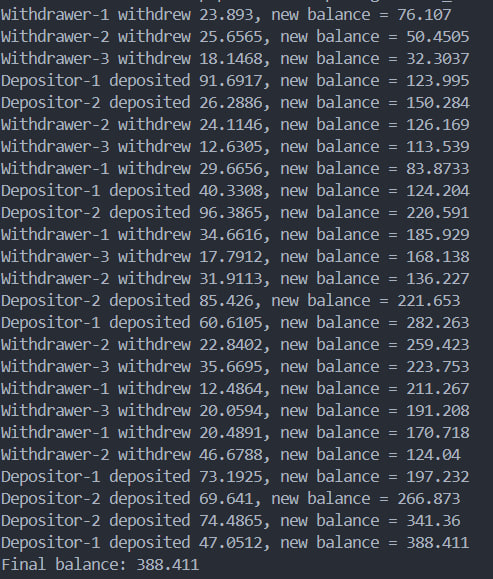 Withdrawer-1 withdrew 23.893, new balance = 76.107
Withdrawer-2 withdrew 25.6565, new balance = 50.4505
Withdrawer-3 withdrew 18.1468, new balance = 32.3037
Depositor-1 deposited 91.6917, new balance = 123.995
Depositor-2 deposited 26.2886, new balance = 150.284
Withdrawer-2 withdrew 24.1146, new balance = 126.169
Withdrawer-3 withdrew 12.6305, new balance = 113.539
Withdrawer-1 withdrew 29.6656, new balance = 83.8733
Depositor-1 deposited 40.3308, new balance = 124.204
Depositor-2 deposited 96.3865, new balance = 220.591
Withdrawer-1 withdrew 34.6616, new balance = 185.929
Withdrawer-3 withdrew 17.7912, new balance = 168.138
Withdrawer-2 withdrew 31.9113, new balance = 136.227
Depositor-2 deposited 85.426, new balance = 221.653
Depositor-1 deposited 60.6105, new balance = 282.263
Withdrawer-2 withdrew 22.8402, new balance = 259.423
Withdrawer-3 withdrew 35.6695, new balance = 223.753
Withdrawer-1 withdrew 12.4864, new balance = 211.267
Withdrawer-3 withdrew 20.0594, new balance = 191.208
Withdrawer-1 withdrew 20.4891, new balance = 170.718
Withdrawer-2 withdrew 46.6788, new balance = 124.04
Depositor-1 deposited 73.1925, new balance = 197.232
Depositor-2 deposited 69.641, new balance = 266.873
Depositor-2 deposited 74.4865, new balance = 341.36
Depositor-1 deposited 47.0512, new balance = 388.411
Final balance: 388.411